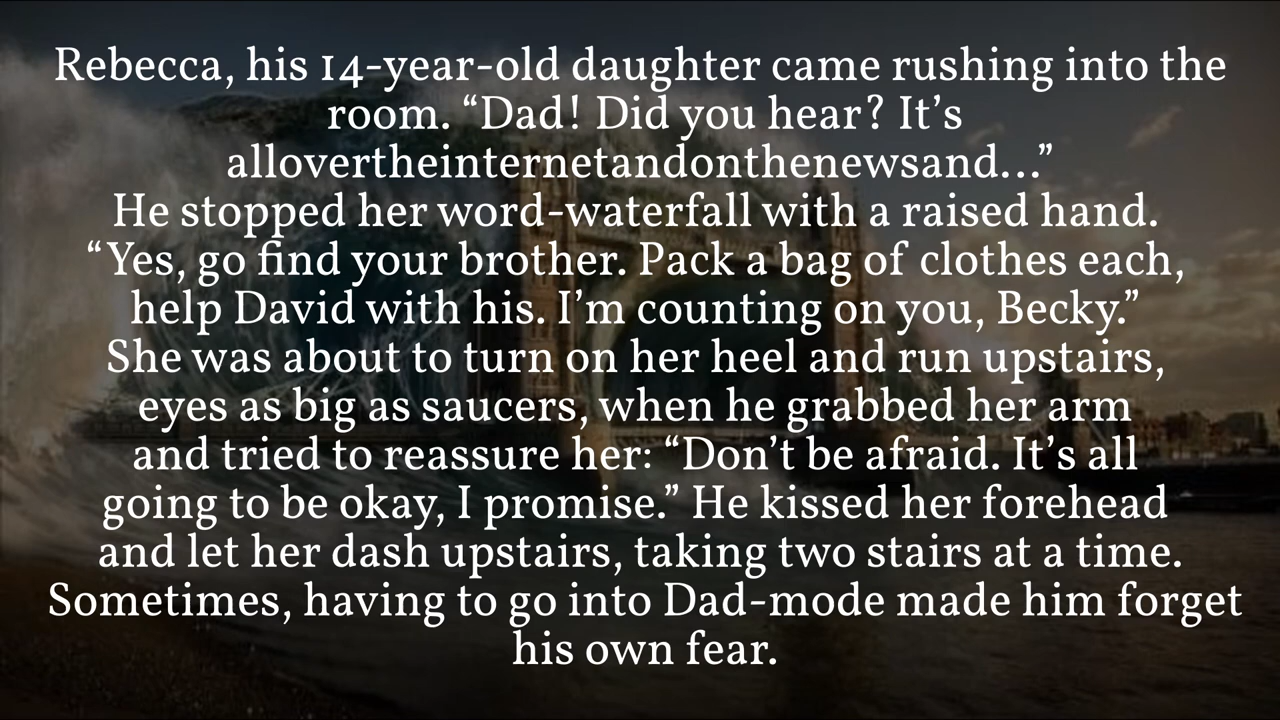 Rebecca, his 14-year-old daughter came rushing into the
room. “Dad! Did you hear? It’s
allovertheinternetandonthenewsand…”
He stopped her word-waterfall with a raised hand.
“Yes, go find your brother. Pack a bag of clothes each,
help David with his. I’m counting on you, Becky.”
She was about to turn on her heel and run upstairs,
eyes as big as saucers, when he grabbed her arm
and tried to reassure her: “Don’t be afraid. It’s all
going to be okay, I promise.” He kissed her forehead
and let her dash upstairs, taking two stairs at a time.
Sometimes, having to go into Dad-mode made him forget
his own fear.